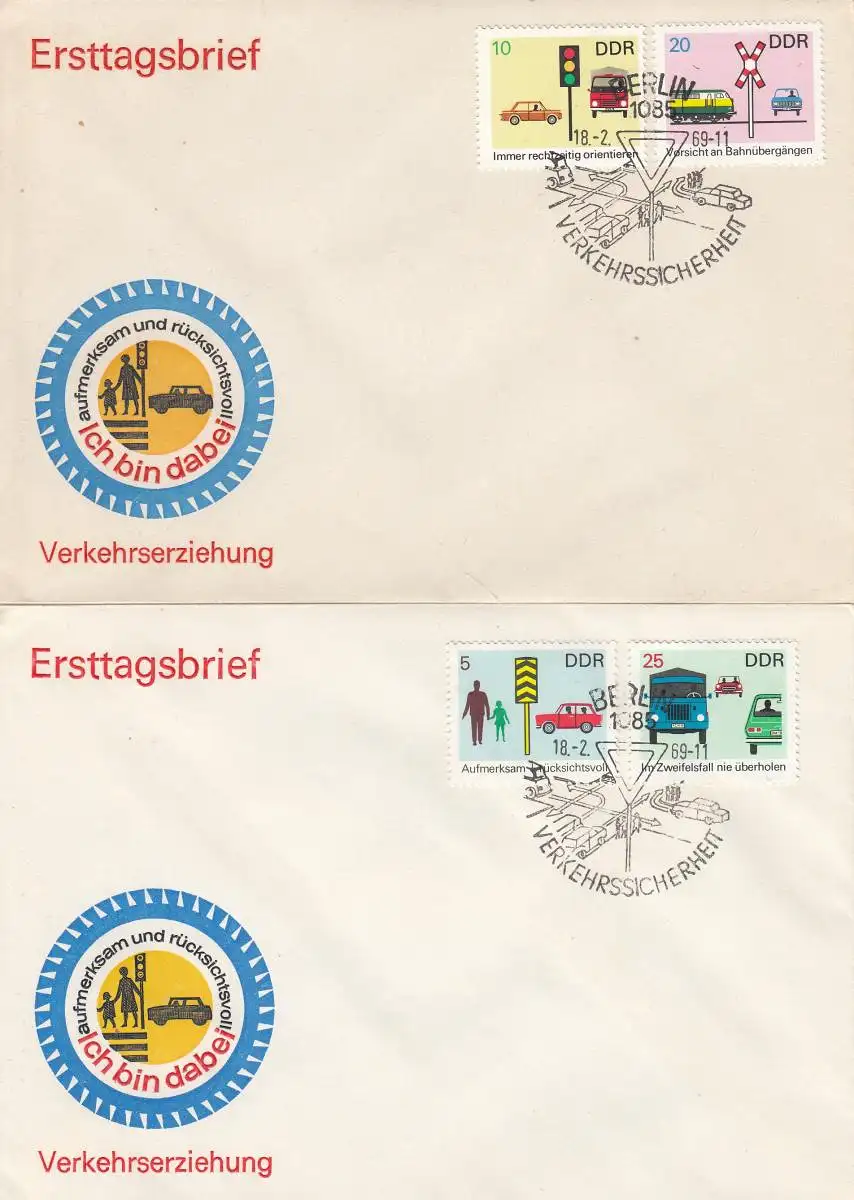 Ersttagsbrief
10 DDR
20 DDR
Immer rechtzeitig orientieren
Vorsicht an Bahnübergängen
BERLIN
1085
18.-2. 69-11
VERKEHRSSICHERHEIT
aufmerksam und rücksichtsvoll
Ich bin dabei
Verkehrserziehung
Ersttagsbrief
5 DDR
25 DDR
Aufmerksam rücksichtsvoll
Im Zweifelsfall nie überholen
BERLIN
1085
18.-2. 69-11
VERKEHRSSICHERHEIT
aufmerksam und rücksichtsvoll
Ich bin dabei
Verkehrserziehung